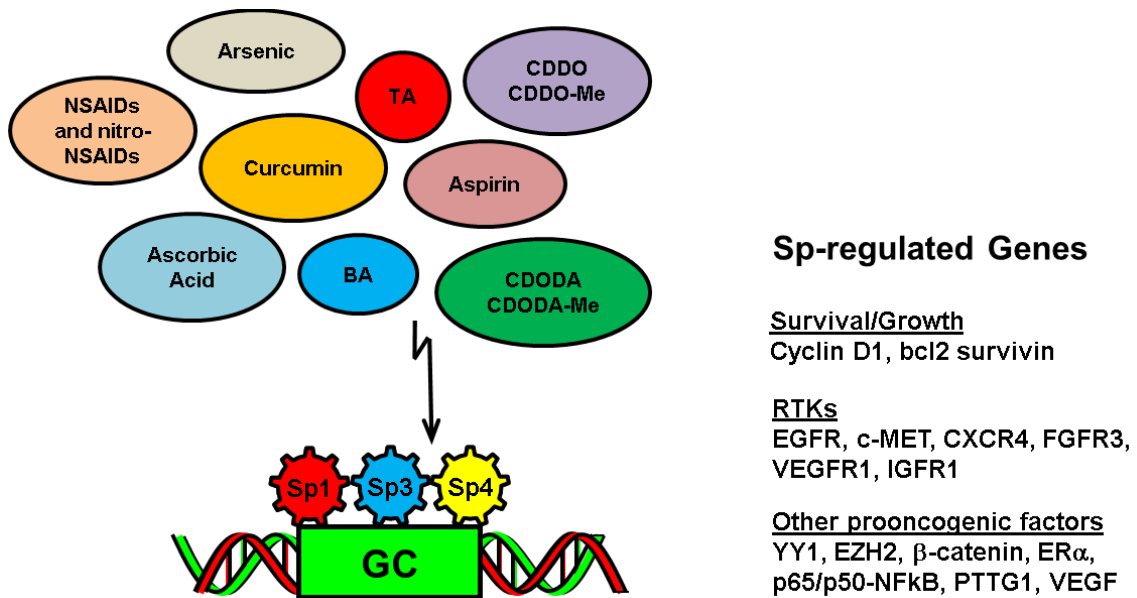 Arsenic
TA
CDDO
CDDO-Me
NSAIDs
and nitro-
NSAIDs
Curcumin
Aspirin
Ascorbic
Acid
BA
CDODA
CDODA-Me
Sp1
Sp3
Sp4
GC
Sp-regulated Genes
Survival/Growth
Cyclin D1, bcl2 survivin
RTKs
EGFR, c-MET, CXCR4, FGFR3,
VEGFR1, IGFR1
Other prooncogenic factors
YY1, EZH2, β-catenin, ERα,
p65/p50-NFkB, PTTG1, VEGF